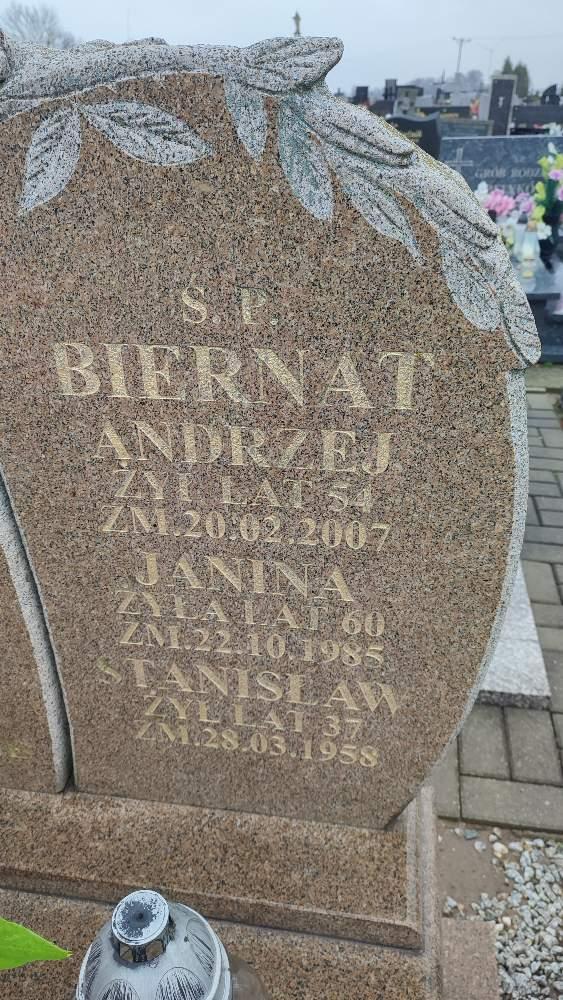 Ś. P.
BIERNAT
ANDRZEJ
ŻYŁ LAT 54
ZM.20.02.2007
JANINA
ŻYŁA LAT 60
ZM.22.10.1985
STANISŁAW
ŻYŁ LAT 37
ZM.28.03.1958
GRÓB